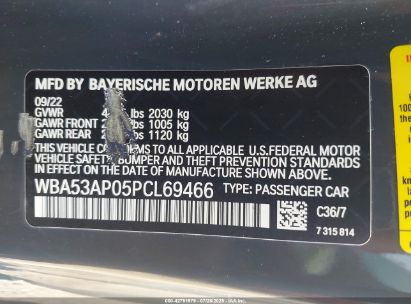 MFD BY BAYERISCHE MOTOREN WERKE AG
09/22
GVWR lbs 2030 kg
GAWR FRONT lbs 1005 kg
GAWR REAR lbs 1120 kg
THIS VEHICLE CONFORMS TO ALL APPLICABLE U.S.FEDERAL MOTOR
VEHICLE SAFETY, BUMPER, AND THEFT PREVENTION STANDARDS
IN EFFECT ON THE DATE OF MANUFACTURE SHOWN ABOVE.
WBA53AP05PCL69466 TYPE: PASSENGER CAR
C36/7
7 315 814